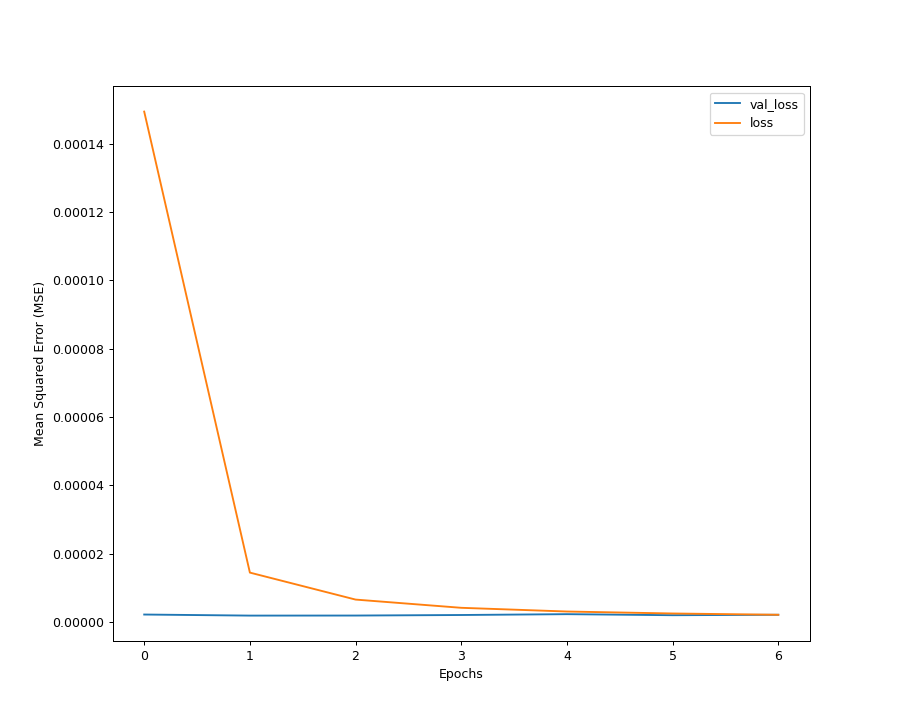 val_loss
loss
0.00014
0.00012
0.00010
0.00008
0.00006
0.00004
0.00002
0.00000
Mean Squared Error (MSE)
0 1 2 3 4 5 6
Epochs